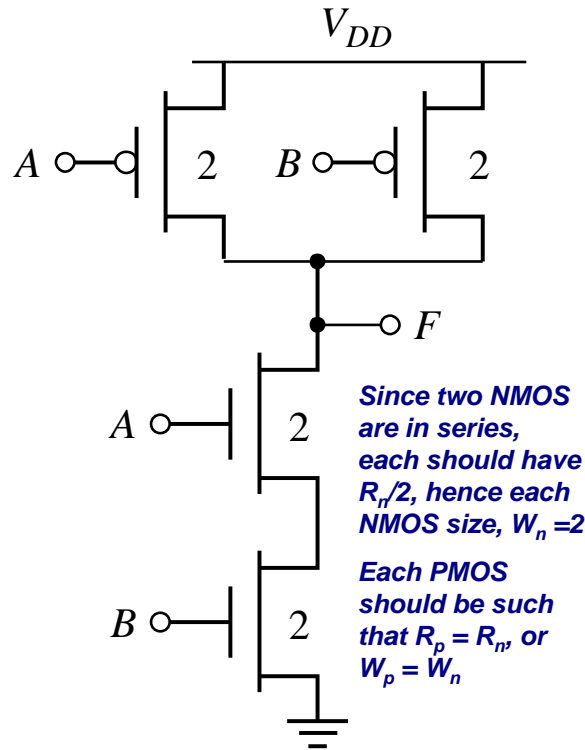 V_DD
A 2 B 2
F
A 2
Since two NMOS
are in series,
each should have
R_n/2, hence each
NMOS size, W_n =2
B 2
Each PMOS
should be such
that R_p = R_n, or
W_p = W_n